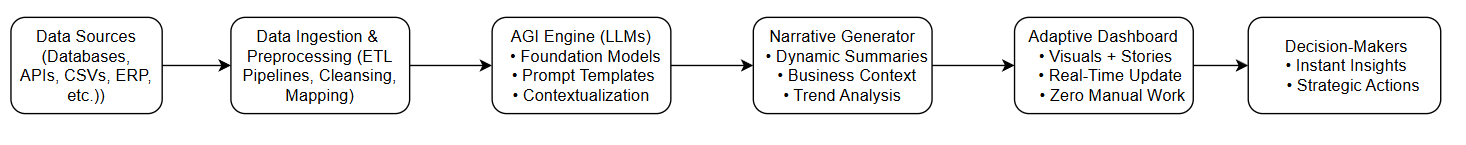 Data Sources
(Databases,
APIs, CSVs, ERP,
etc.))
Data Ingestion &
Preprocessing (ETL
Pipelines, Cleansing,
Mapping)
AGI Engine (LLMs)
• Foundation Models
• Prompt Templates
• Contextualization
Narrative Generator
• Dynamic Summaries
• Business Context
• Trend Analysis
Adaptive Dashboard
• Visuals + Stories
• Real-Time Update
• Zero Manual Work
Decision-Makers
• Instant Insights
• Strategic Actions